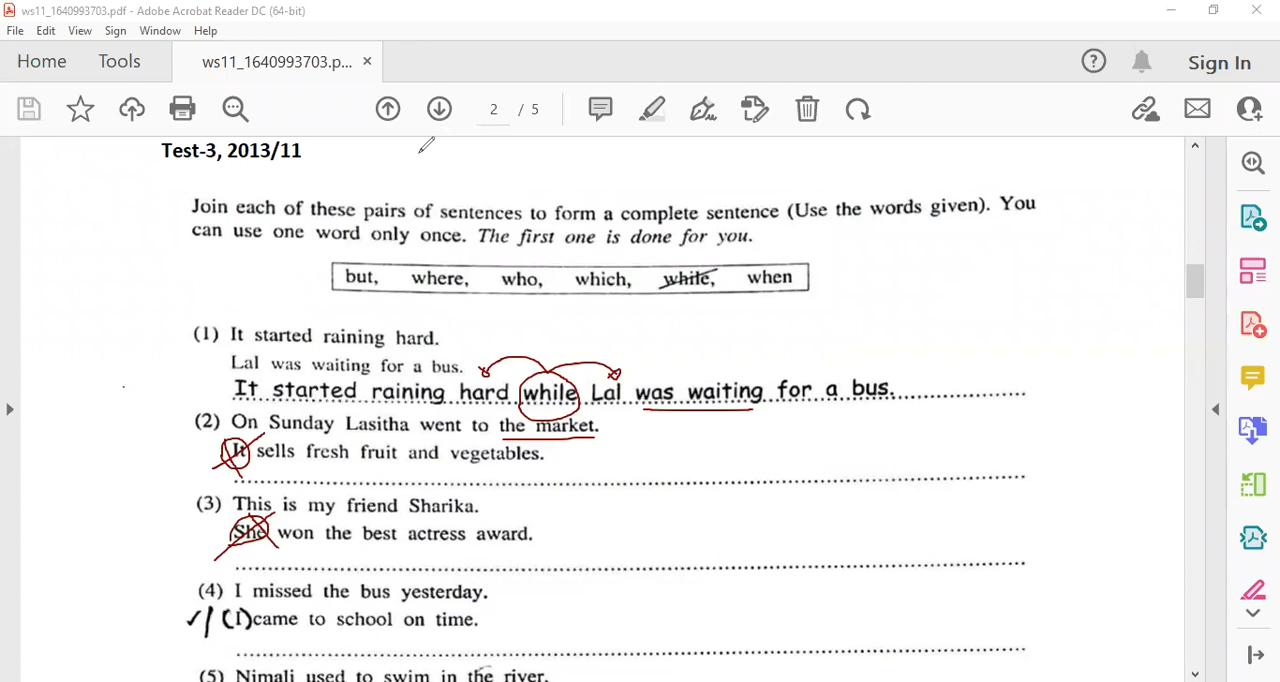 ws11_1640993703.pdf - Adobe Acrobat Reader DC (64-bit)
File Edit View Sign Window Help
Home Tools ws11_1640993703.p... × Sign In
2 / 5
Test-3, 2013/11
Join each of these pairs of sentences to form a complete sentence (Use the words given). You
can use one word only once. The first one is done for you.
but, where, who, which, while, when
(1) It started raining hard.
Lal was waiting for a bus.
It started raining hard while Lal was waiting for a bus.
(2) On Sunday Lasitha went to the market.
It sells fresh fruit and vegetables.
(3) This is my friend Sharika.
She won the best actress award.
(4) I missed the bus yesterday.
(I) came to school on time.
(5) Nimali used to swim in the river.